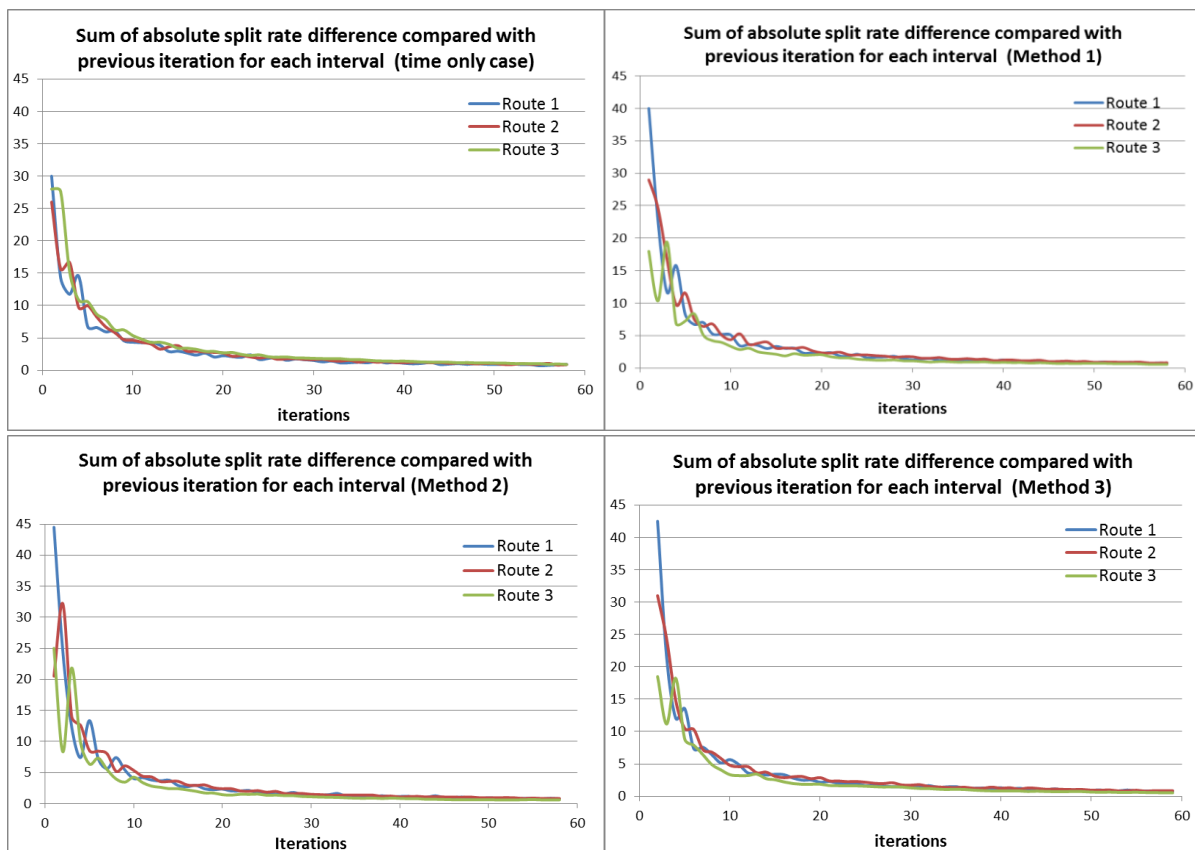 Sum of absolute split rate difference compared with
previous iteration for each interval (time only case)
45
40
35
30
25
20
15
10
5
0
Route 1
Route 2
Route 3
0 10 20 30 40 50 60
iterations
Sum of absolute split rate difference compared with
previous iteration for each interval (Method 1)
45
40
35
30
25
20
15
10
5
0
Route 1
Route 2
Route 3
0 10 20 30 40 50 60
iterations
Sum of absolute split rate difference compared with
previous iteration for each interval (Method 2)
45
40
35
30
25
20
15
10
5
0
Route 1
Route 2
Route 3
0 10 20 30 40 50 60
Iterations
Sum of absolute split rate difference compared with
previous iteration for each interval (Method 3)
45
40
35
30
25
20
15
10
5
0
Route 1
Route 2
Route 3
0 10 20 30 40 50 60
iterations